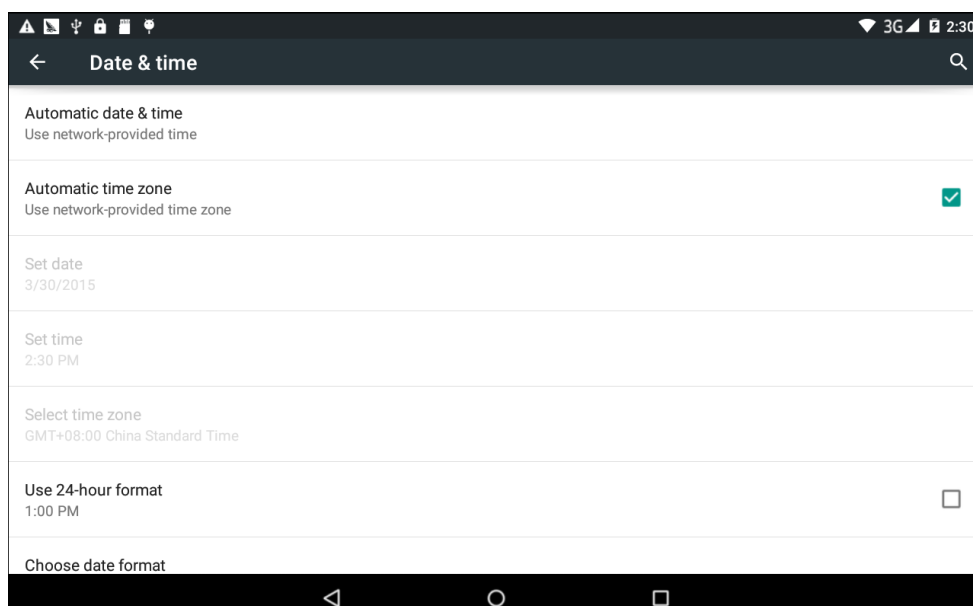 3G 2:30
Date & time
Automatic date & time
Use network-provided time
Automatic time zone
Use network-provided time zone
Set date
3/30/2015
Set time
2:30 PM
Select time zone
GMT+08:00 China Standard Time
Use 24-hour format
1:00 PM
Choose date format